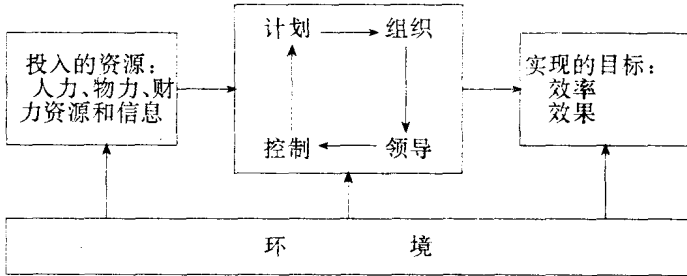 投入的资源:
人力、物力、财
力资源和信息
计划 组织
控制 领导
实现的目标:
效率
效果
环 境